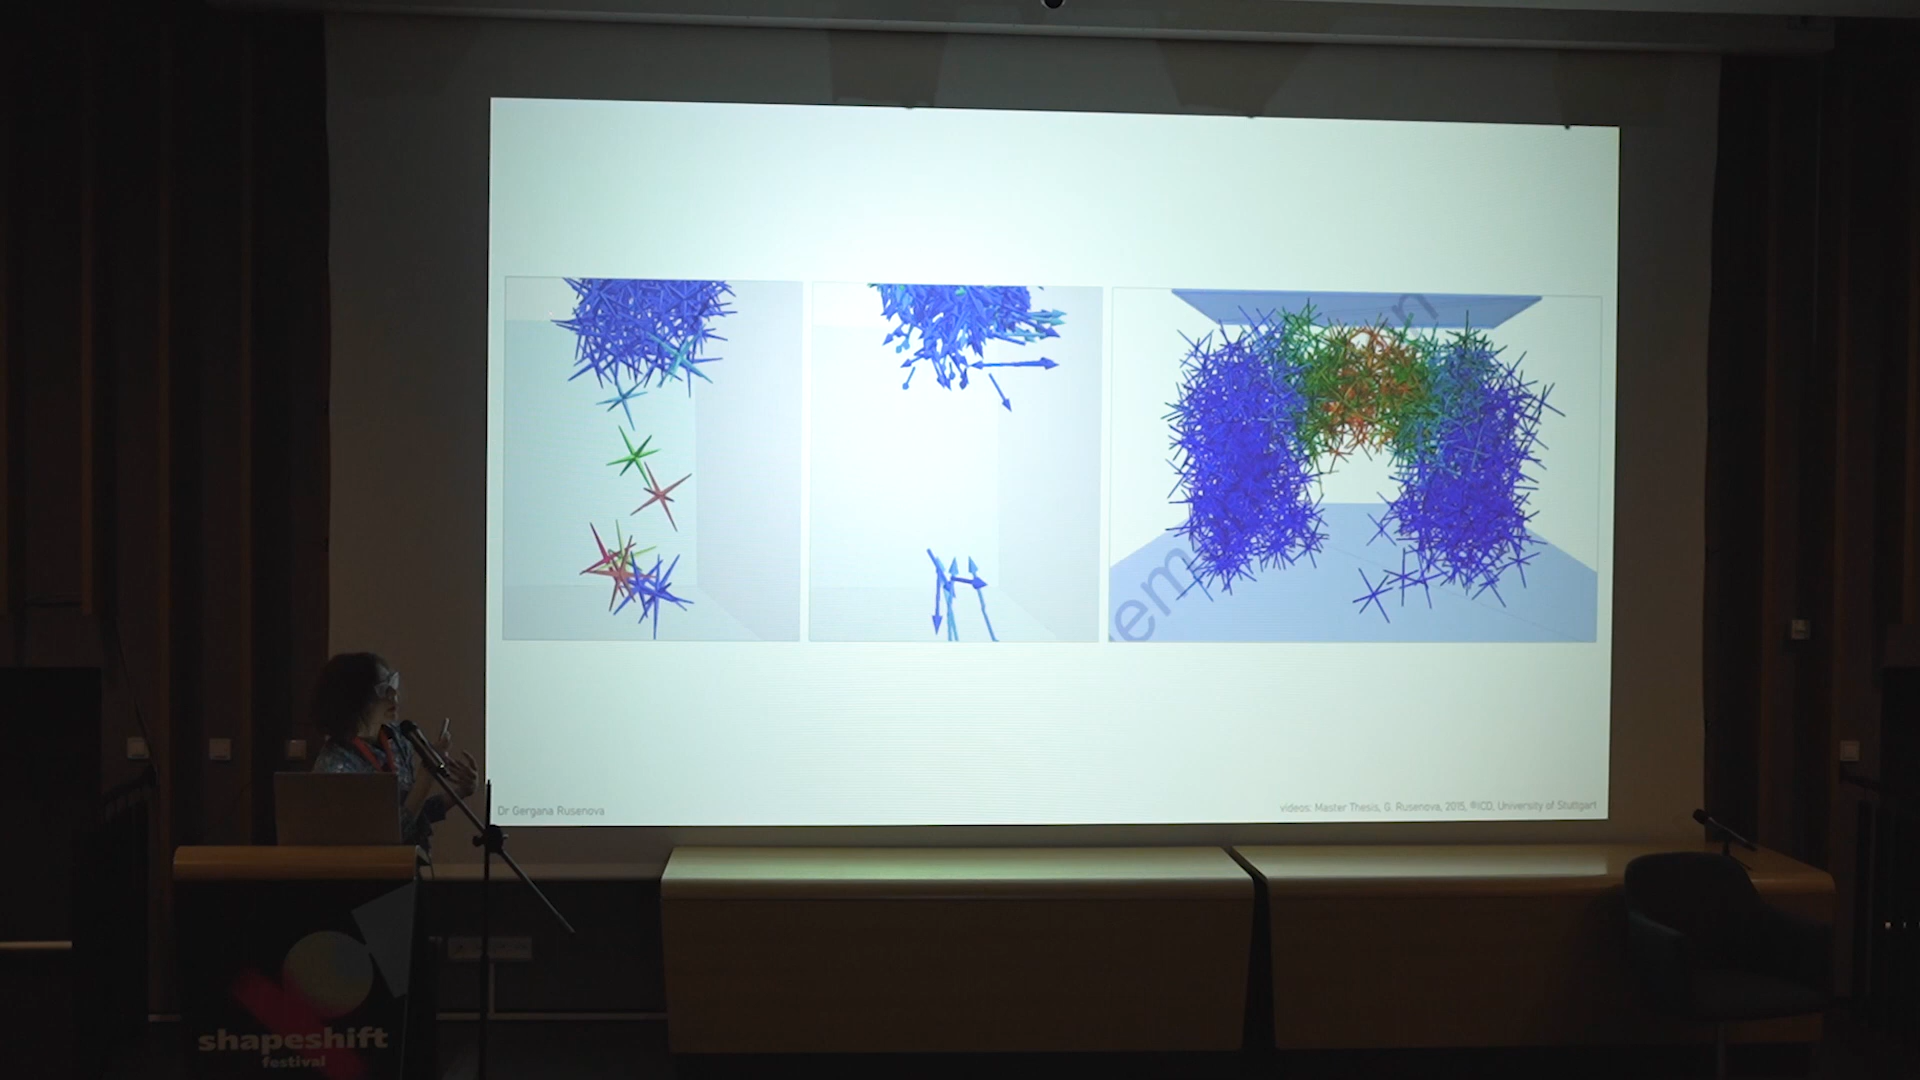 Dr Gergana Rusenova
videos: Master Thesis, G. Rusenova, 2015, ©ICD, University of Stuttgart
shapeshift
festival